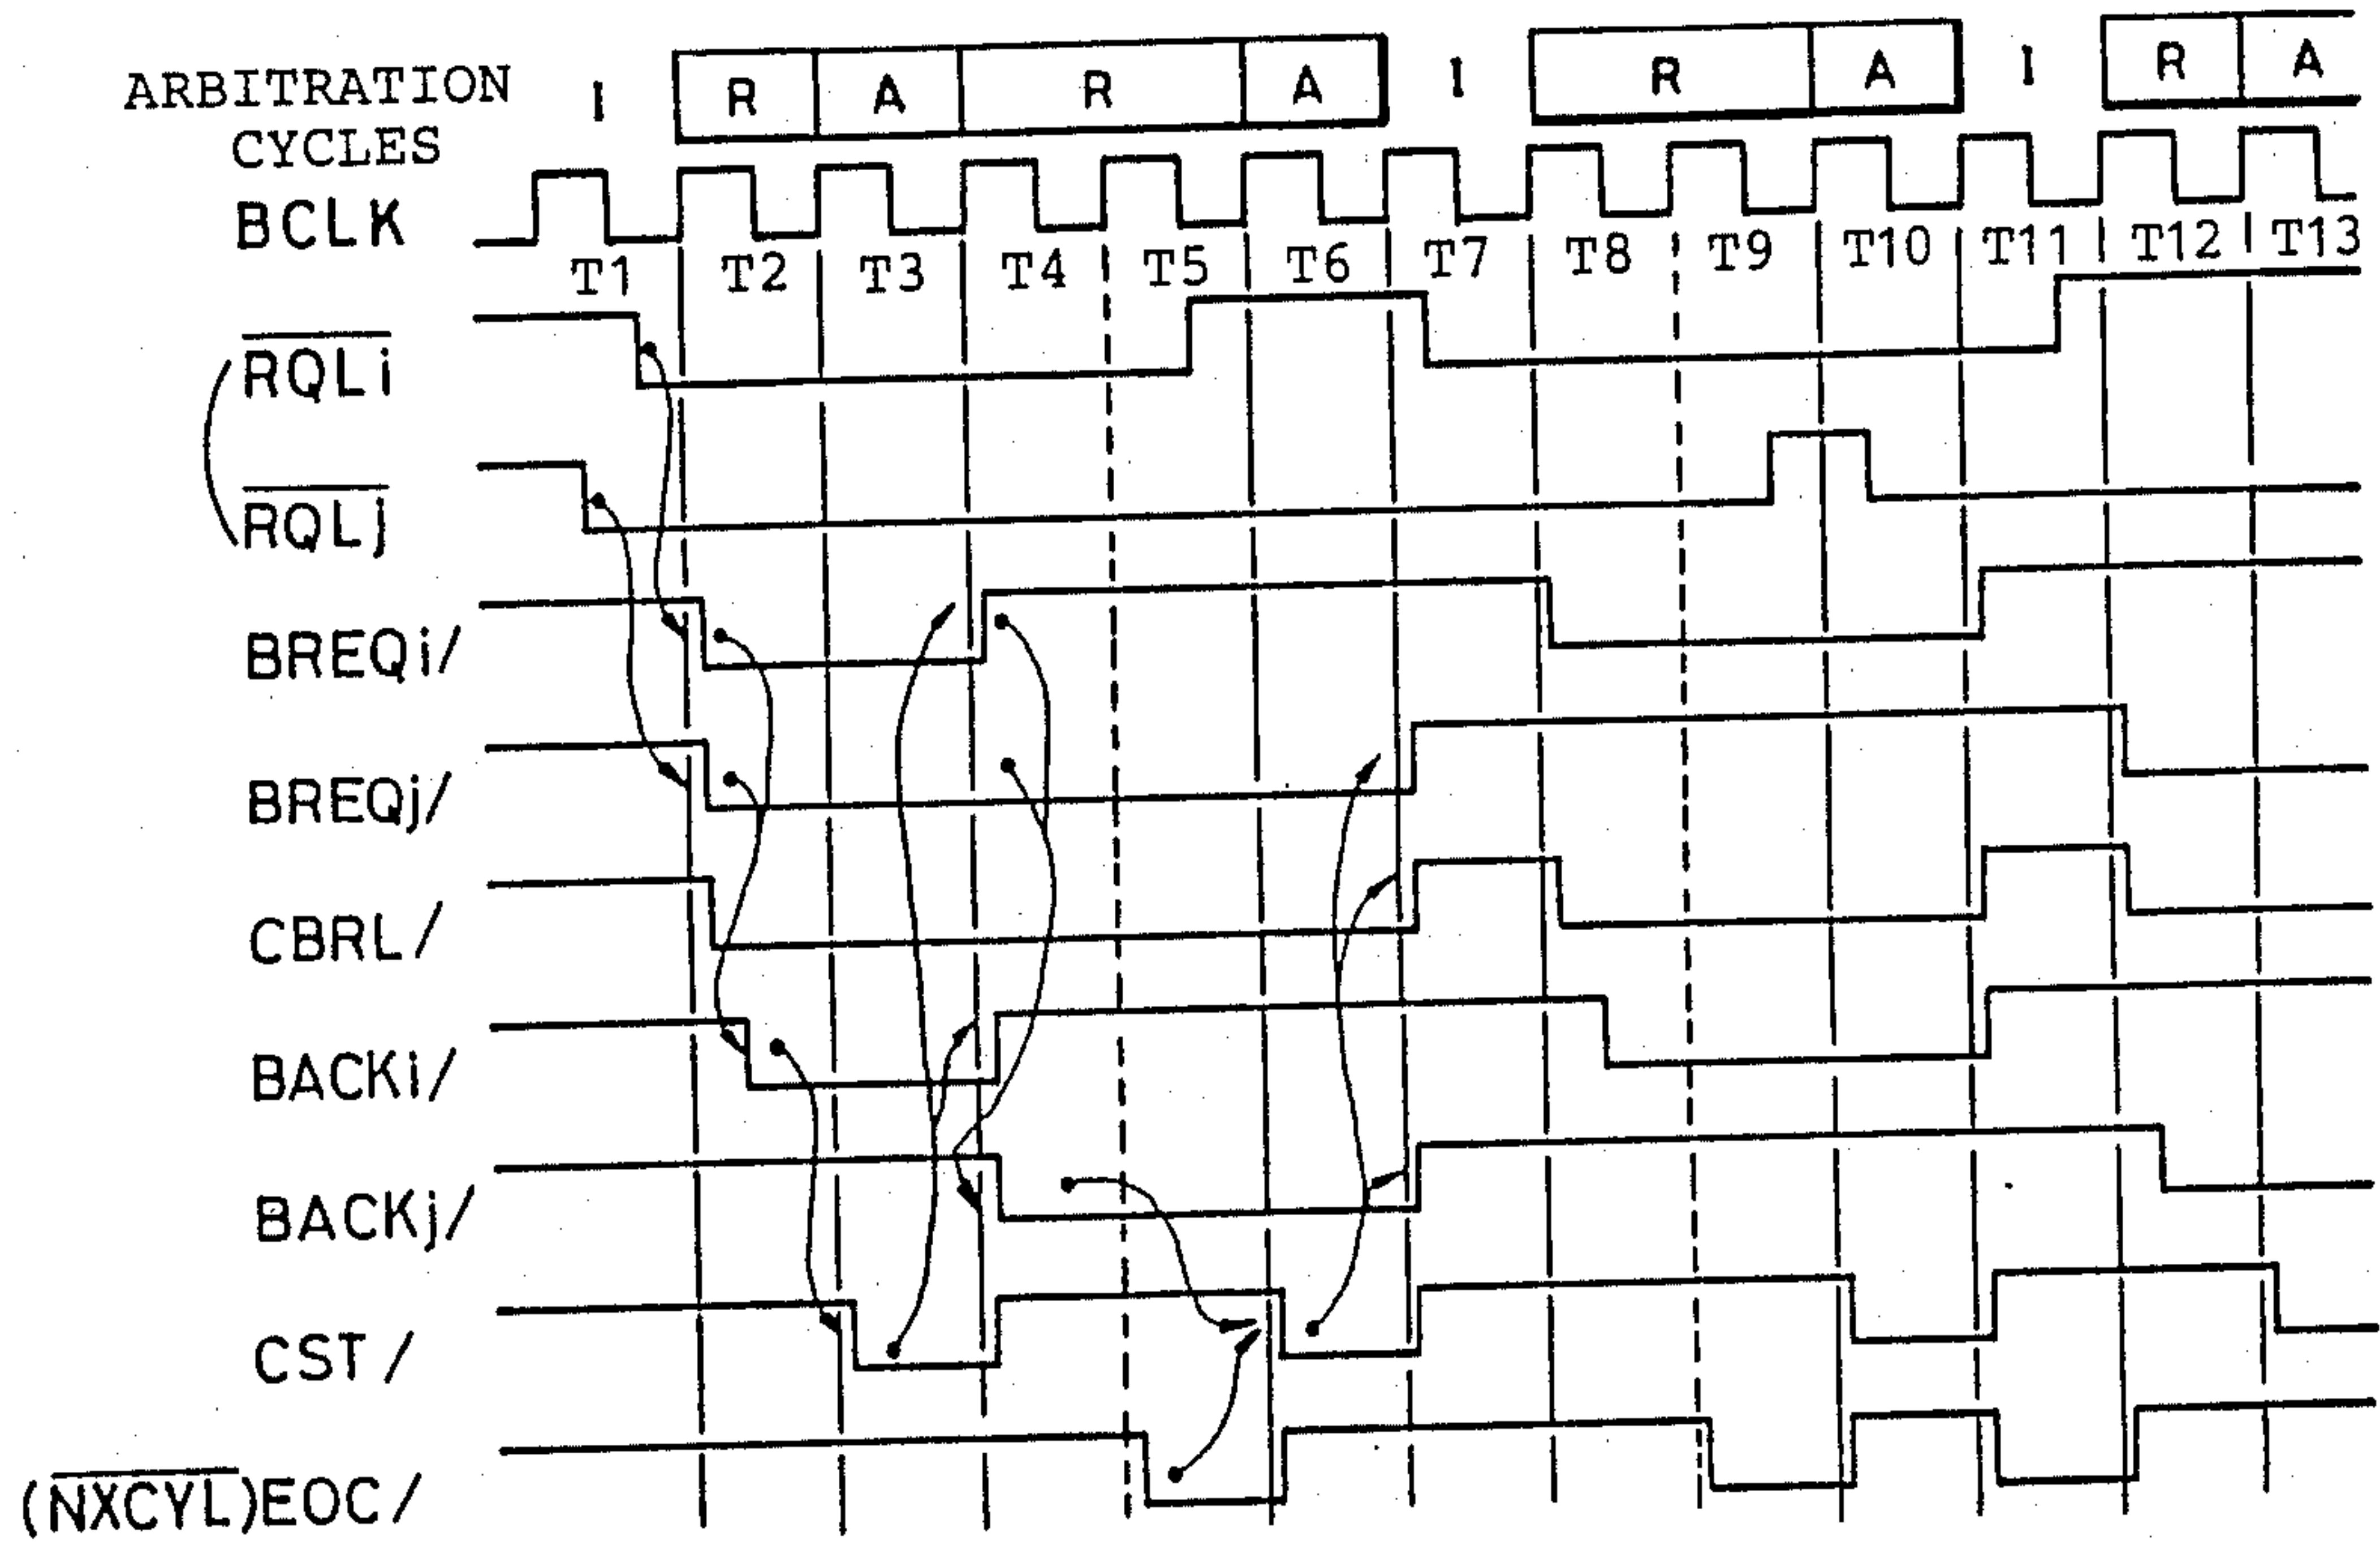 ARBITRATION CYCLES
I R A R A I R A I R A
BCLK
T1 T2 T3 T4 T5 T6 T7 T8 T9 T10 T11 T12 T13
RQLi
RQLj
BREQi/
BREQj/
CBRL/
BACKi/
BACKj/
CST/
(NXCYL)EOC/